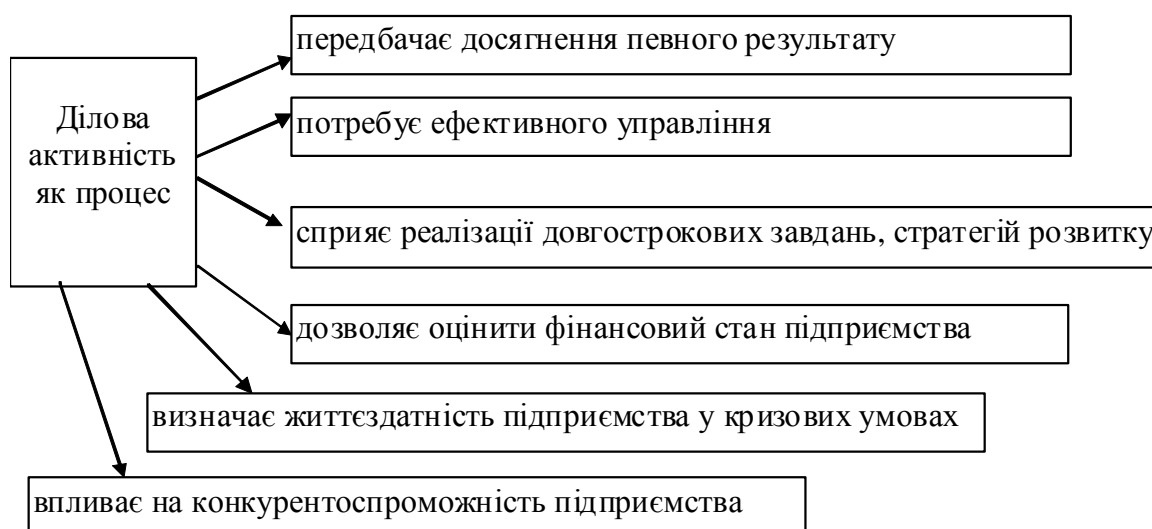 передбачає досягнення певного результату
Ділова
активність
як процес
потребує ефективного управління
сприяє реалізації довгострокових завдань, стратегій розвитку
дозволяє оцінити фінансовий стан підприємства
визначає життєздатність підприємства у кризових умовах
впливає на конкурентоспроможність підприємства